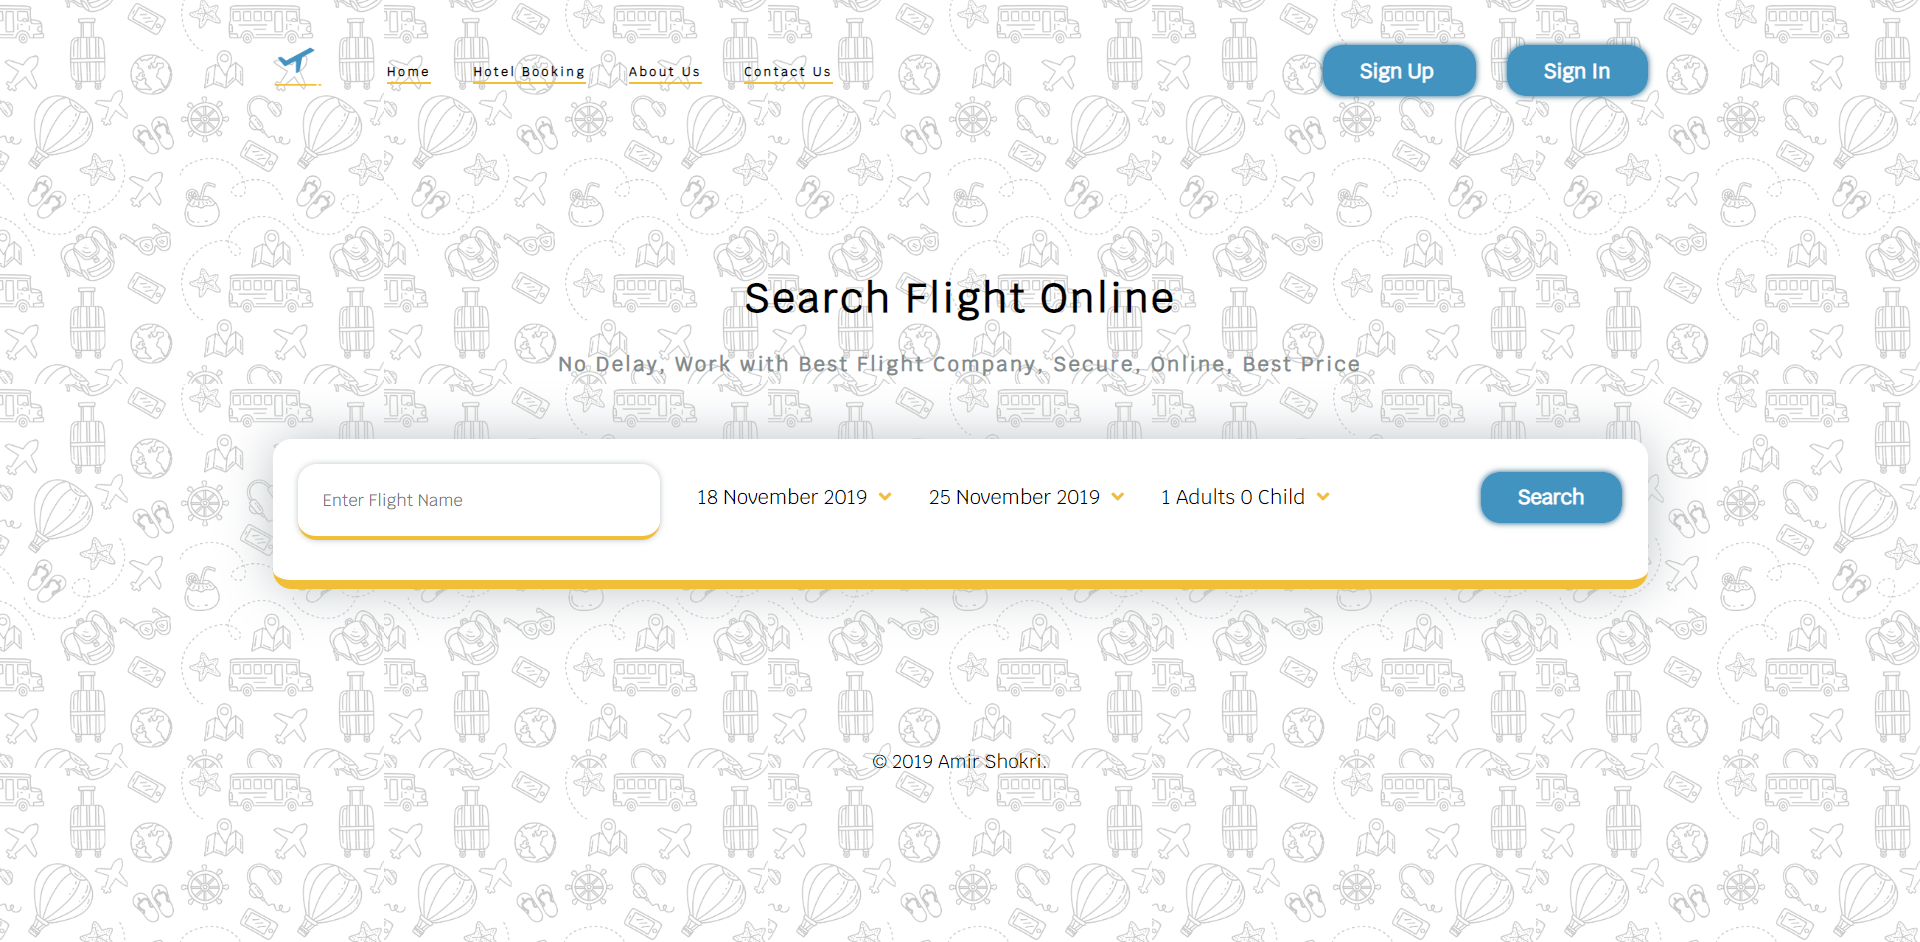 Home
Hotel Booking
About Us
Contact Us
Sign Up
Sign In
Search Flight Online
No Delay, Work with Best Flight Company, Secure, Online, Best Price
Enter Flight Name
18 November 2019
25 November 2019
1 Adults 0 Child
Search
© 2019 Amir Shokri.